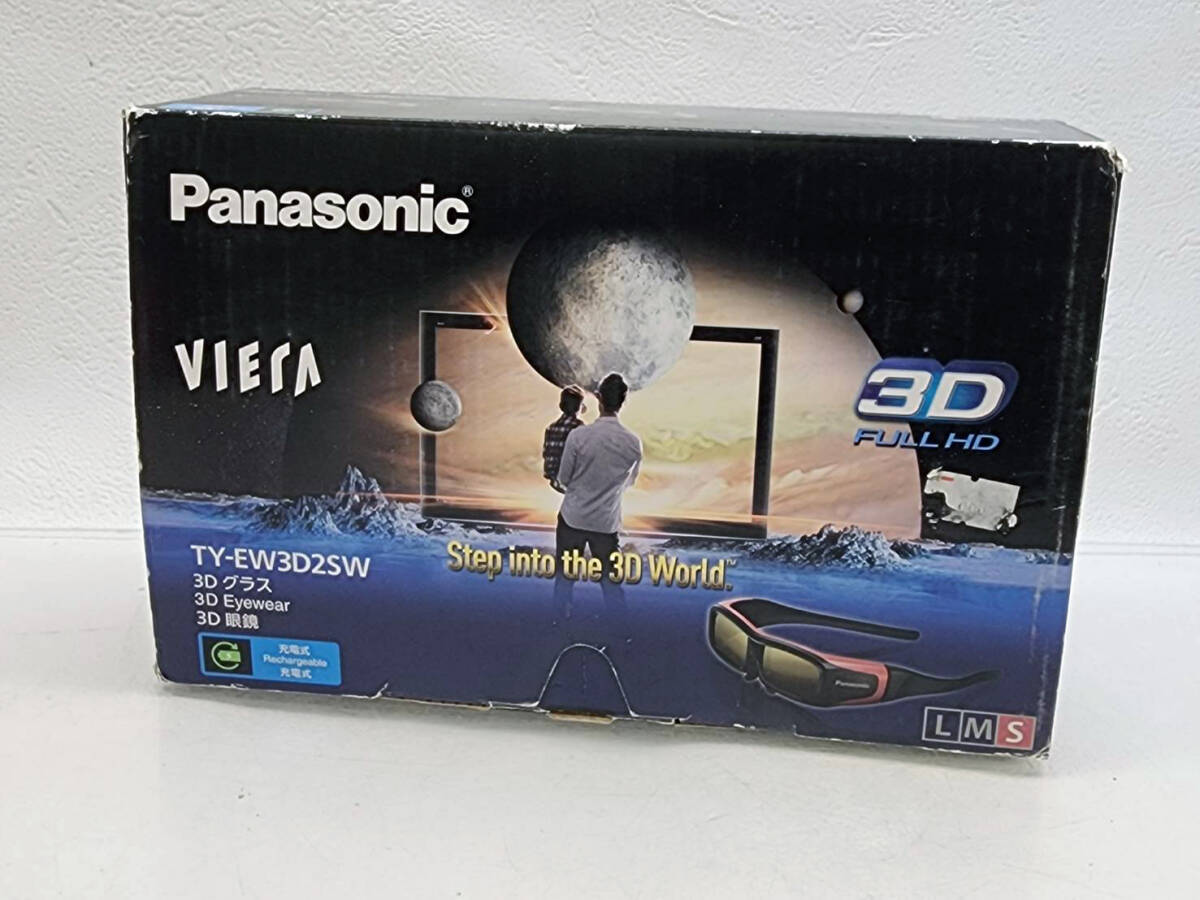 Panasonic®
VIErA
3D
FULL HD
TY-EW3D2SW
3D グラス
3D Eyewear
3D 眼鏡
充電式
Rechargeable
充電式
Step into the 3D World.™
Panasonic
L M S